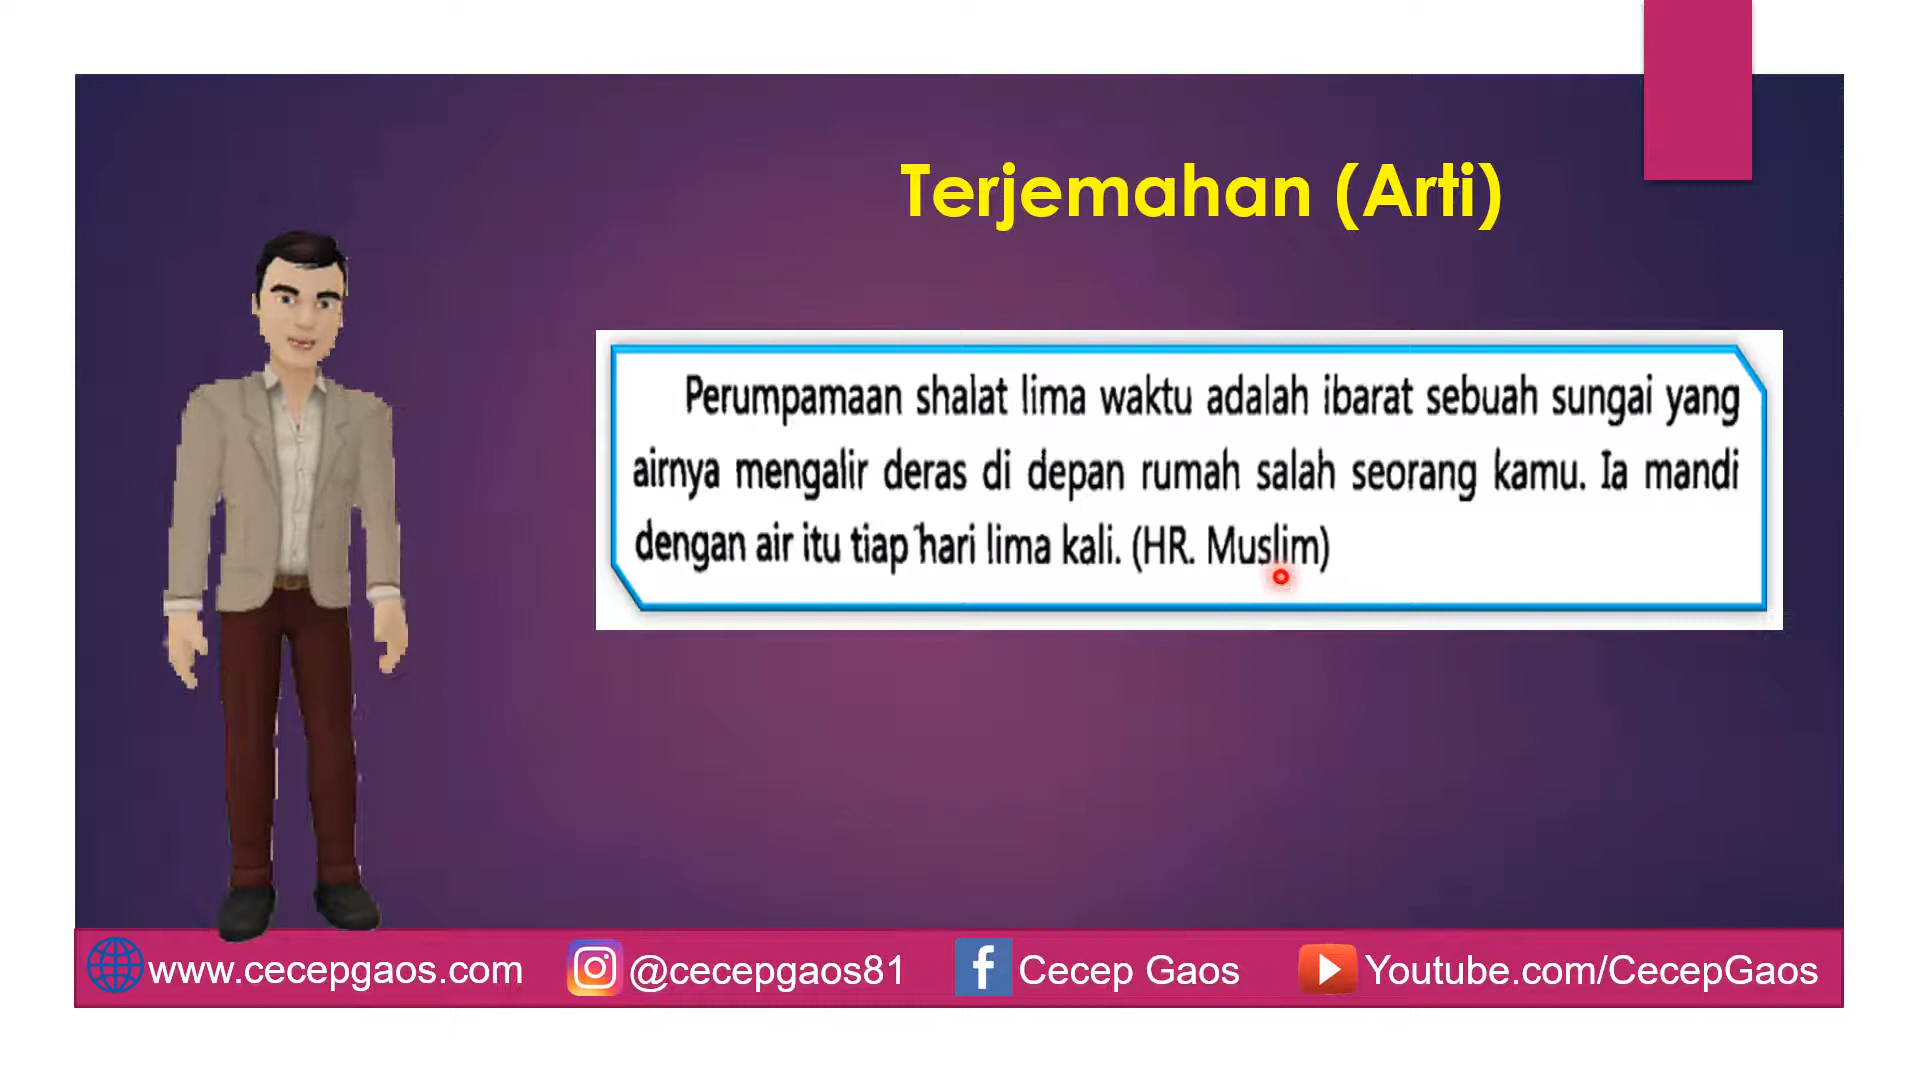 Terjemahan (Arti)
Perumpamaan shalat lima waktu adalah ibarat sebuah sungai yang
airnya mengalir deras di depan rumah salah seorang kamu. Ia mandi
dengan air itu tiap hari lima kali. (HR. Muslim)
www.cecepgaos.com @cecepgaos81 Cecep Gaos Youtube.com/CecepGaos